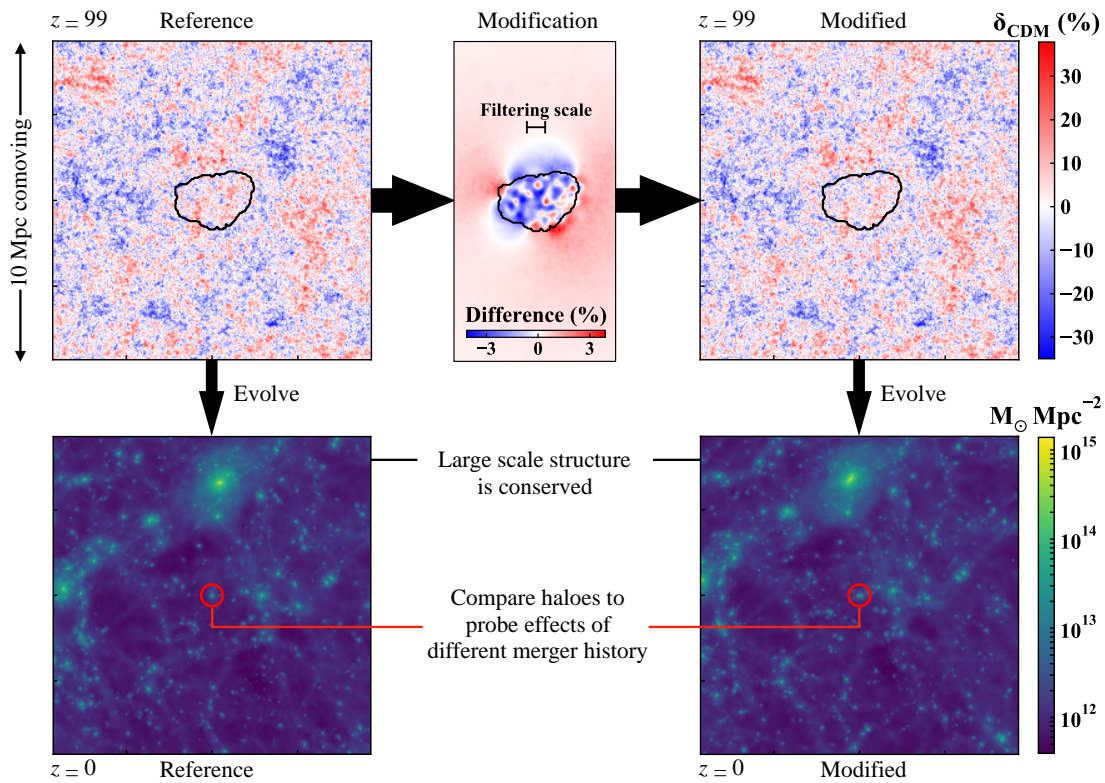 z = 99
Reference
Modification
z = 99
Modified
δCDM (%)
10 Mpc comoving
Filtering scale
Difference (%)
−3 0 3
30
20
10
0
−10
−20
−30
Evolve
Evolve
M⊙ Mpc−2
10^15
10^14
10^13
10^12
Large scale structure
is conserved
Compare haloes to
probe effects of
different merger history
z = 0
Reference
z = 0
Modified